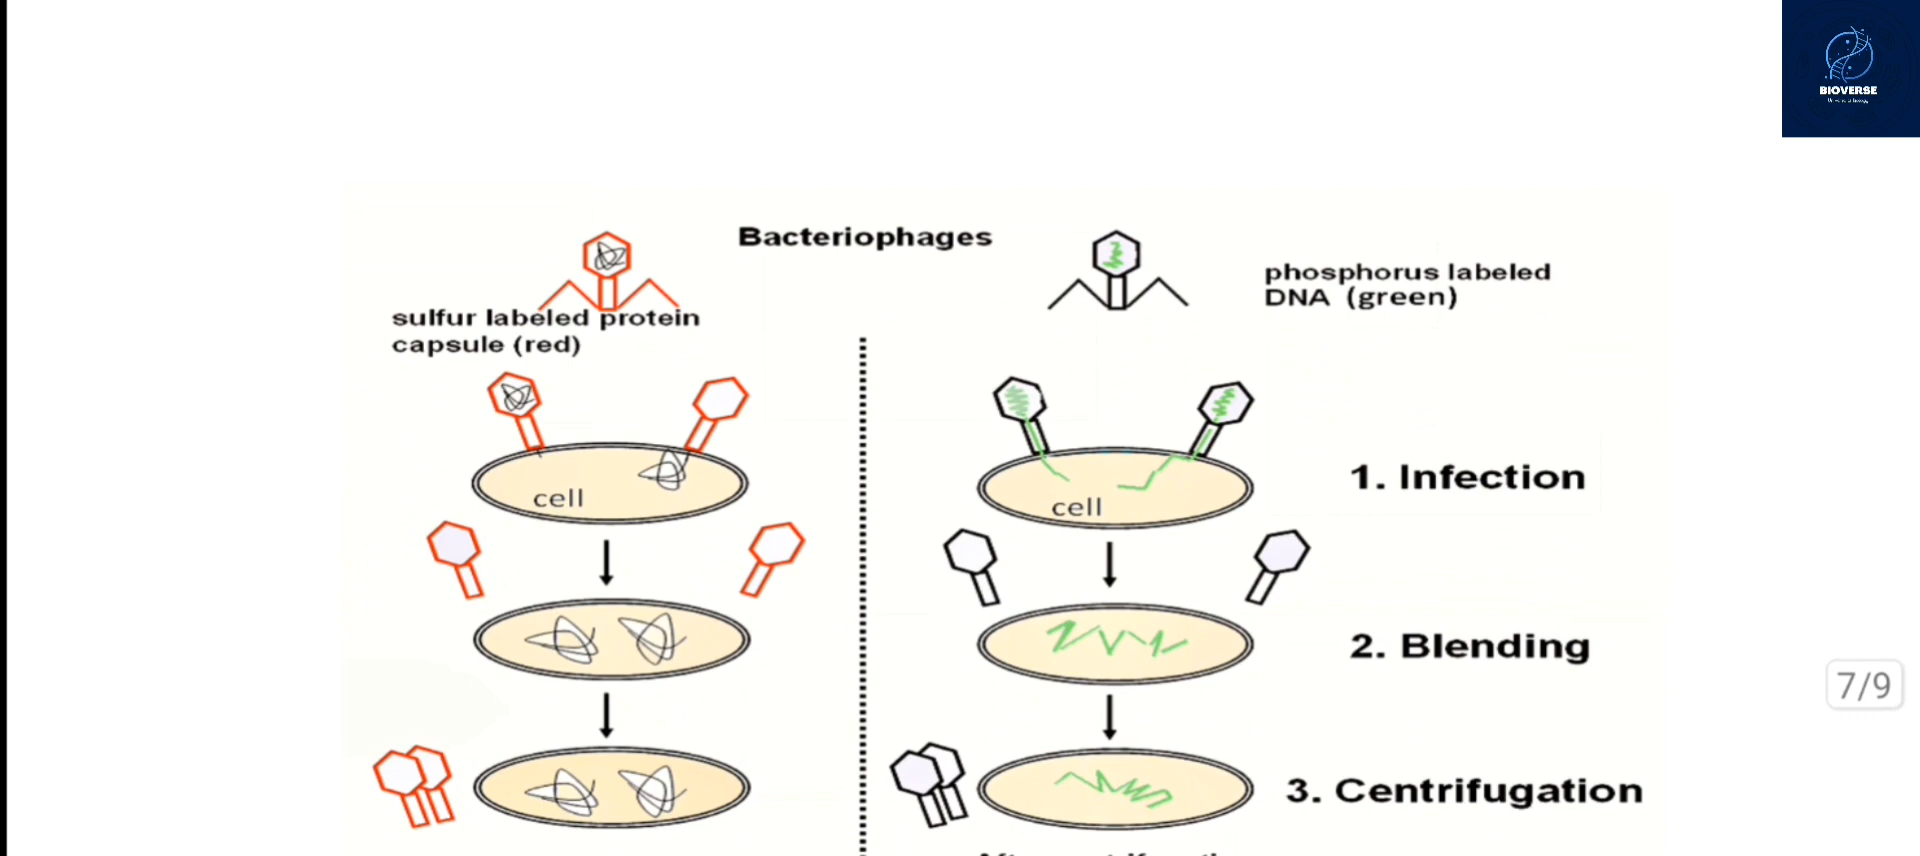 BIOVERSE
Bacteriophages
phosphorus labeled
DNA (green)
sulfur labeled protein
capsule (red)
cell
cell
1. Infection
2. Blending
7/9
3. Centrifugation